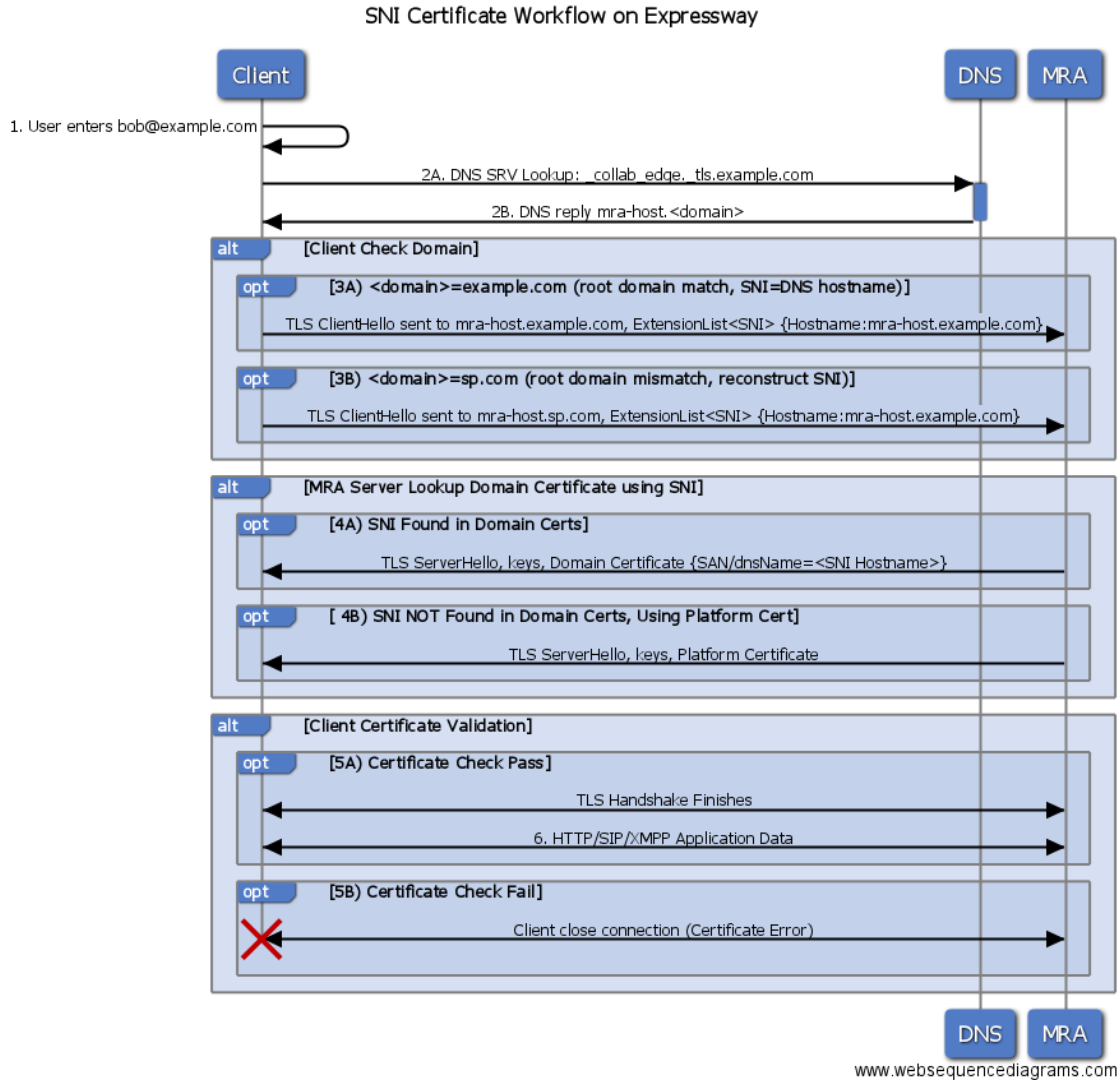 SNI Certificate Workflow on Expressway
Client
DNS
MRA
1. User enters bob@example.com
2A. DNS SRV Lookup: _collab_edge._tls.example.com
2B. DNS reply mra-host.<domain>
alt [Client Check Domain]
opt [3A) <domain>=example.com (root domain match, SNI=DNS hostname)]
TLS ClientHello sent to mra-host.example.com, ExtensionList<SNI> {Hostname:mra-host.example.com}
opt [3B) <domain>=sp.com (root domain mismatch, reconstruct SNI)]
TLS ClientHello sent to mra-host.sp.com, ExtensionList<SNI> {Hostname:mra-host.example.com}
alt [MRA Server Lookup Domain Certificate using SNI]
opt [4A) SNI Found in Domain Certs]
TLS ServerHello, keys, Domain Certificate {SAN/dnsName=<SNI Hostname>}
opt [ 4B) SNI NOT Found in Domain Certs, Using Platform Cert]
TLS ServerHello, keys, Platform Certificate
alt [Client Certificate Validation]
opt [5A) Certificate Check Pass]
TLS Handshake Finishes
6. HTTP/SIP/XMPP Application Data
opt [5B) Certificate Check Fail]
Client close connection (Certificate Error)
DNS
MRA
www.websequencediagrams.com